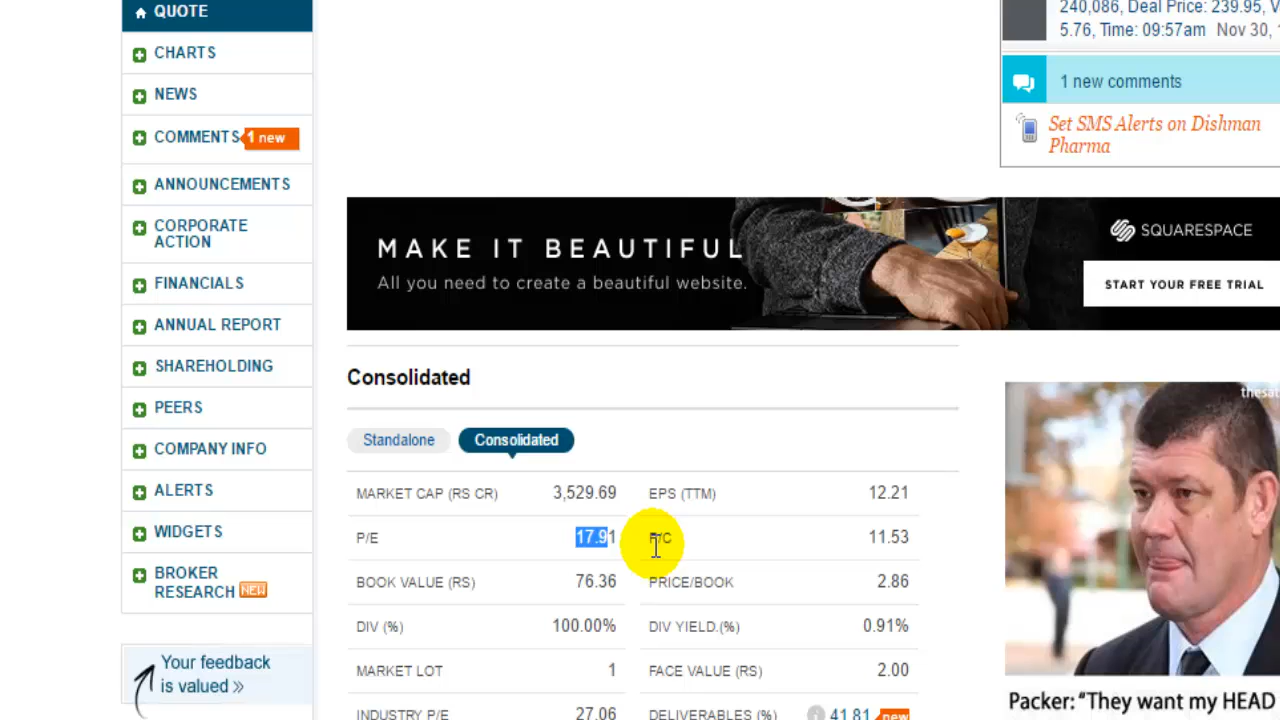 QUOTE
CHARTS
NEWS
COMMENTS 1 new
ANNOUNCEMENTS
CORPORATE
ACTION
FINANCIALS
ANNUAL REPORT
SHAREHOLDING
PEERS
COMPANY INFO
ALERTS
WIDGETS
BROKER
RESEARCH NEW
Your feedback
is valued »
MAKE IT BEAUTIFUL
All you need to create a beautiful website.
SQUARESPACE
START YOUR FREE TRIAL
Consolidated
Standalone Consolidated
MARKET CAP (RS CR) 3,529.69 EPS (TTM) 12.21
P/E 17.91 P/C 11.53
BOOK VALUE (RS) 76.36 PRICE/BOOK 2.86
DIV (%) 100.00% DIV YIELD.(%) 0.91%
MARKET LOT 1 FACE VALUE (RS) 2.00
INDUSTRY P/E 27.06 DELIVERABLES (%) 41.81 new
240,086, Deal Price: 239.95, V
5.76, Time: 09:57am Nov 30,
1 new comments
Set SMS Alerts on Dishman
Pharma
Packer: "They want my HEAD